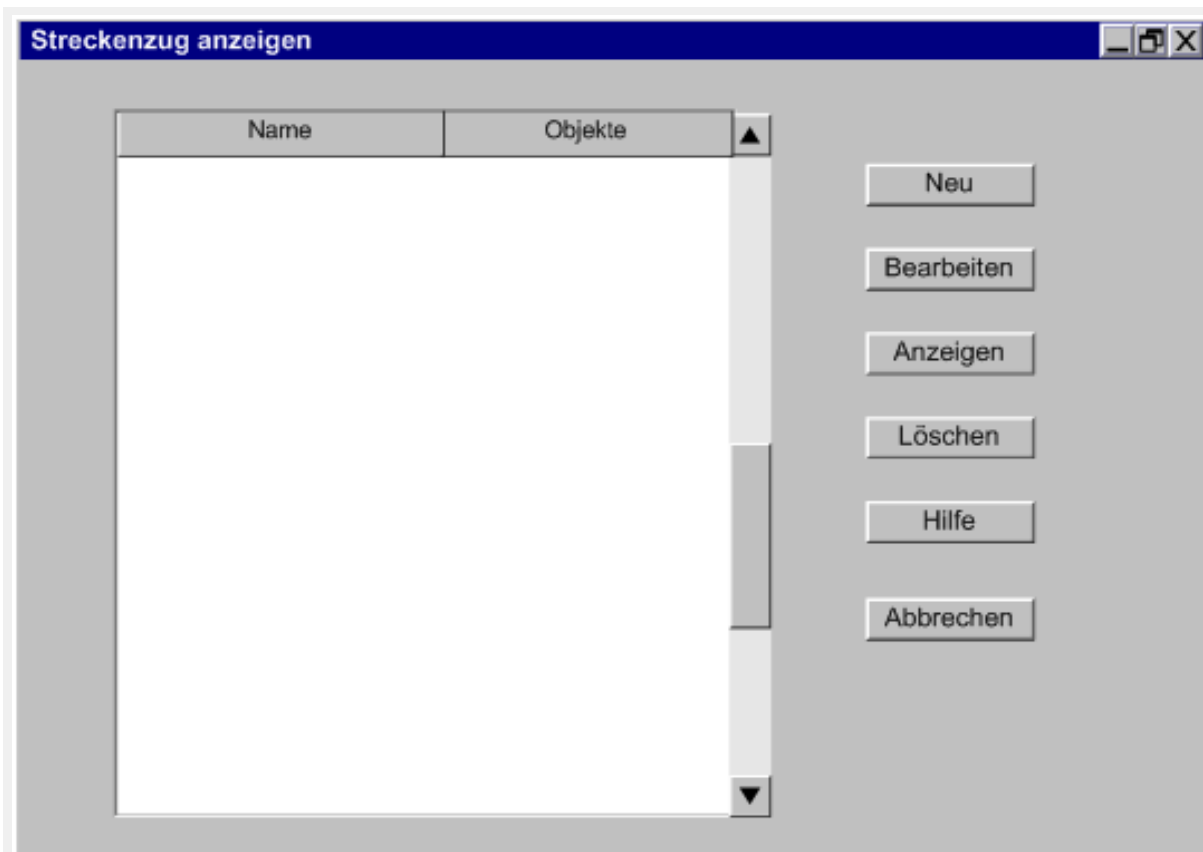 Streckenzug anzeigen
Name Objekte
Neu
Bearbeiten
Anzeigen
Löschen
Hilfe
Abbrechen